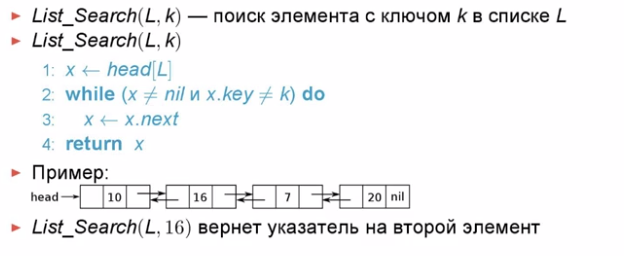 ► List_Search(L, k) — поиск элемента с ключом k в списке L
► List_Search(L, k)
1: x ← head[L]
2: while (x ≠ nil и x.key ≠ k) do
3: x ← x.next
4: return x
► Пример:
head 10 16 7 20 nil
► List_Search(L, 16) вернет указатель на второй элемент